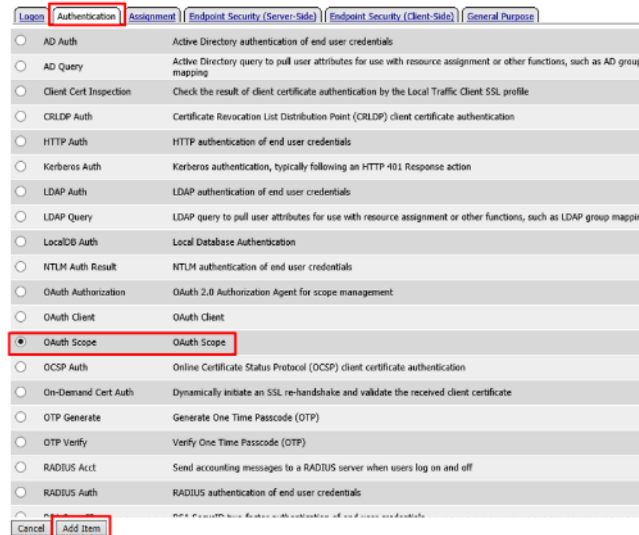 Logon Authentication Assignment Endpoint Security (Server-Side) Endpoint Security (Client-Side) General Purpose
AD Auth Active Directory authentication of end user credentials
AD Query Active Directory query to pull user attributes for use with resource assignment or other functions, such as AD group
mapping
Client Cert Inspection Check the result of client certificate authentication by the Local Traffic Client SSL profile
CRLDP Auth Certificate Revocation List Distribution Point (CRLDP) client certificate authentication
HTTP Auth HTTP authentication of end user credentials
Kerberos Auth Kerberos authentication, typically following an HTTP 401 Response action
LDAP Auth LDAP authentication of end user credentials
LDAP Query LDAP query to pull user attributes for use with resource assignment or other functions, such as LDAP group mappin
LocalDB Auth Local Database Authentication
NTLM Auth Result NTLM authentication of end user credentials
OAuth Authorization OAuth 2.0 Authorization Agent for scope management
OAuth Client OAuth Client
OAuth Scope OAuth Scope
OCSP Auth Online Certificate Status Protocol (OCSP) client certificate authentication
On-Demand Cert Auth Dynamically initiate an SSL re-handshake and validate the received client certificate
OTP Generate Generate One Time Passcode (OTP)
OTP Verify Verify One Time Passcode (OTP)
RADIUS Acct Send accounting messages to a RADIUS server when users log on and off
RADIUS Auth RADIUS authentication of end user credentials
RSA SecurID two-factor authentication of end user credentials
Cancel Add Item